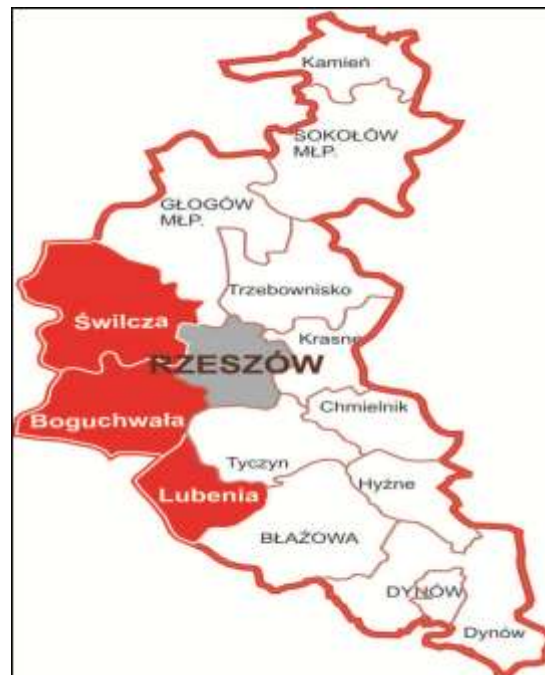 Kamień
SOKOŁÓW
MŁP.
GŁOGÓW
MŁP.
Trzebownisko
Świlcza
Krasne
RZESZÓW
Boguchwała
Chmielnik
Tyczyn
Hyżne
Lubenia
BŁAŻOWA
DYNÓW
Dynów